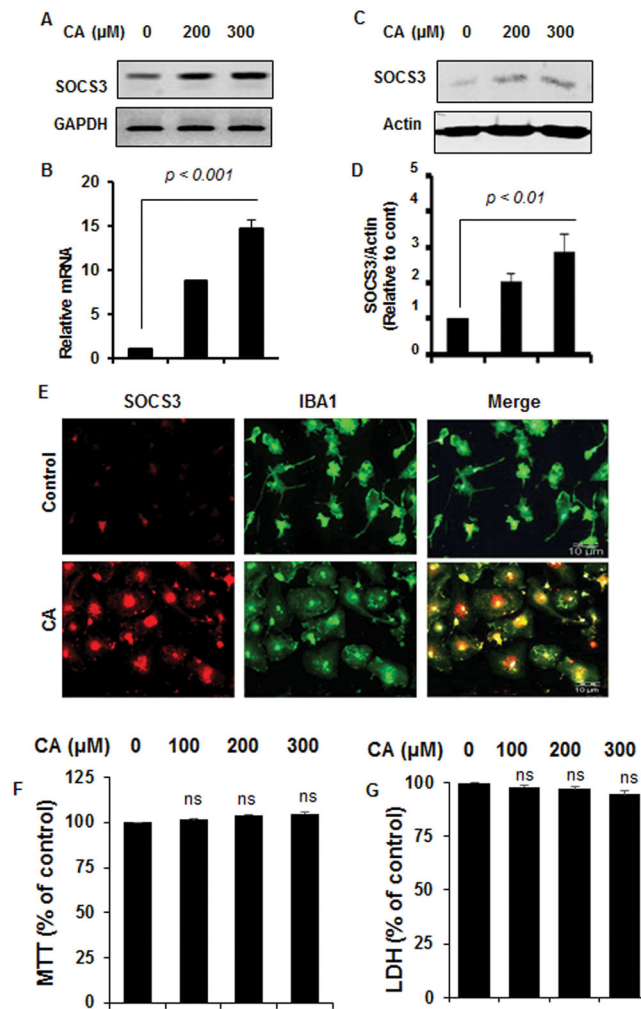 A
CA (µM) 0 200 300
SOCS3
GAPDH
B
Relative mRNA
20
15
10
5
0
p < 0.001
C
CA (µM) 0 200 300
SOCS3
Actin
D
SOCS3/Actin
(Relative to cont)
5
4
3
2
1
0
p < 0.01
E
SOCS3 IBA1 Merge
Control
10 µm
CA
10 µm
CA (µM) 0 100 200 300
F
MTT (% of control)
125
100
75
50
25
0
ns ns ns
CA (µM) 0 100 200 300
G
LDH (% of control)
100
50
0
ns ns ns